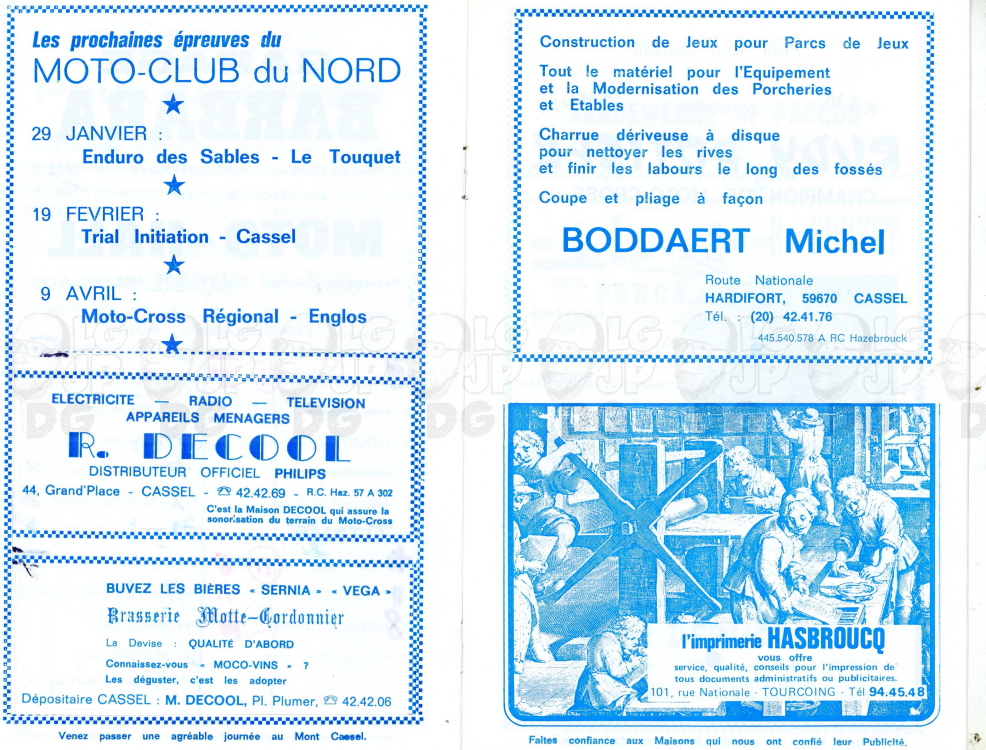 Les prochaines épreuves du
MOTO-CLUB du NORD
29 JANVIER :
Enduro des Sables - Le Touquet
19 FEVRIER :
Trial Initiation - Cassel
9 AVRIL :
Moto-Cross Régional - Englos
ELECTRICITE — RADIO — TELEVISION
APPAREILS MENAGERS
R. DECOOL
DISTRIBUTEUR OFFICIEL PHILIPS
44, Grand'Place - CASSEL - ☎ 42.42.69 - R.C. Haz. 57 A 302
C'est la Maison DECOOL qui assure la
sonorisation du terrain du Moto-Cross
BUVEZ LES BIÈRES « SERNIA » « VEGA »
Brasserie Motte-Cordonnier
La Devise : QUALITÉ D'ABORD
Connaissez-vous « MOCO-VINS » ?
Les déguster, c'est les adopter
Dépositaire CASSEL : M. DECOOL, Pl. Plumer, ☎ 42.42.06
Venez passer une agréable journée au Mont Cassel.
Construction de Jeux pour Parcs de Jeux
Tout le matériel pour l'Equipement
et la Modernisation des Porcheries
et Etables
Charrue dériveuse à disque
pour nettoyer les rives
et finir les labours le long des fossés
Coupe et pliage à façon
BODDAERT Michel
Route Nationale
HARDIFORT, 59670 CASSEL
Tél. : (20) 42.41.76
445.540.578 A RC Hazebrouck
l'imprimerie HASBROUCQ
vous offre
service, qualité, conseils pour l'impression de
tous documents administratifs ou publicitaires.
101, rue Nationale - TOURCOING - Tél 94.45.48
Faites confiance aux Maisons qui nous ont confié leur Publicité.
LG JP DG